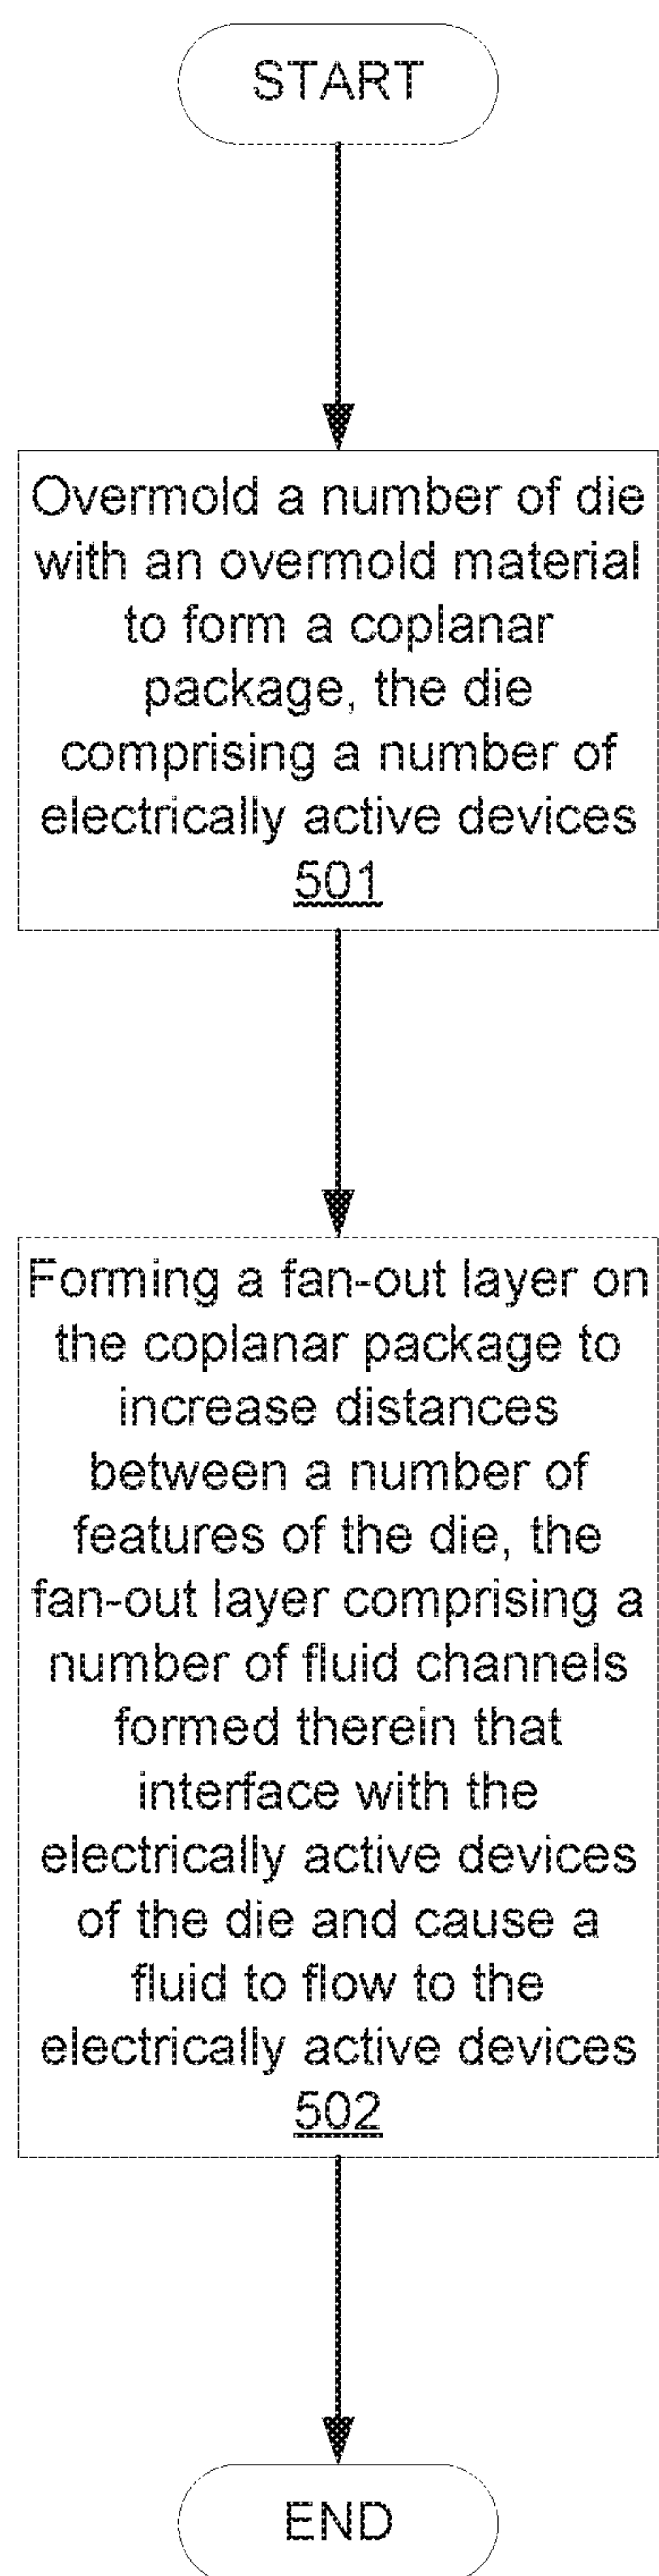 START
Overmold a number of die
with an overmold material
to form a coplanar
package, the die
comprising a number of
electrically active devices
501
Forming a fan-out layer on
the coplanar package to
increase distances
between a number of
features of the die, the
fan-out layer comprising a
number of fluid channels
formed therein that
interface with the
electrically active devices
of the die and cause a
fluid to flow to the
electrically active devices
502
END